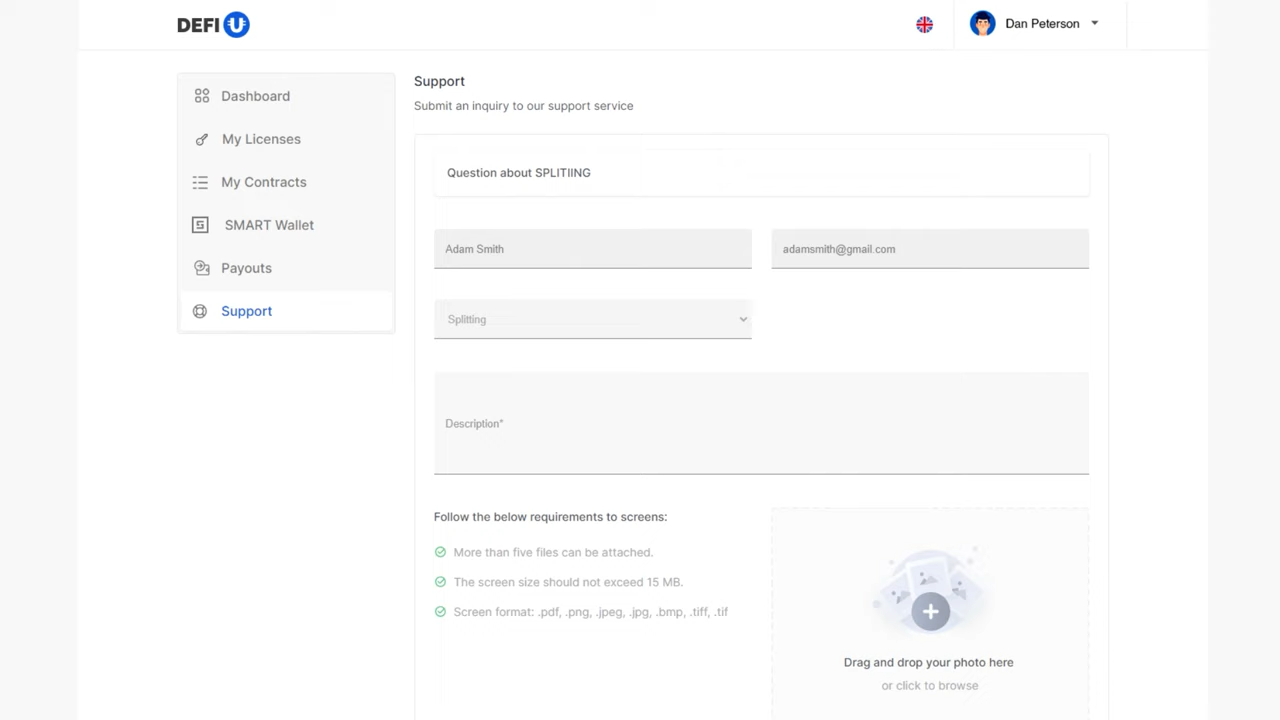 DEFI U
Dan Peterson
Dashboard
My Licenses
My Contracts
S SMART Wallet
Payouts
Support
Support
Submit an inquiry to our support service
Question about SPLITIING
Adam Smith
adamsmith@gmail.com
Splitting
Description*
Follow the below requirements to screens:
More than five files can be attached.
The screen size should not exceed 15 MB.
Screen format: .pdf, .png, .jpeg, .jpg, .bmp, .tiff, .tif
Drag and drop your photo here
or click to browse